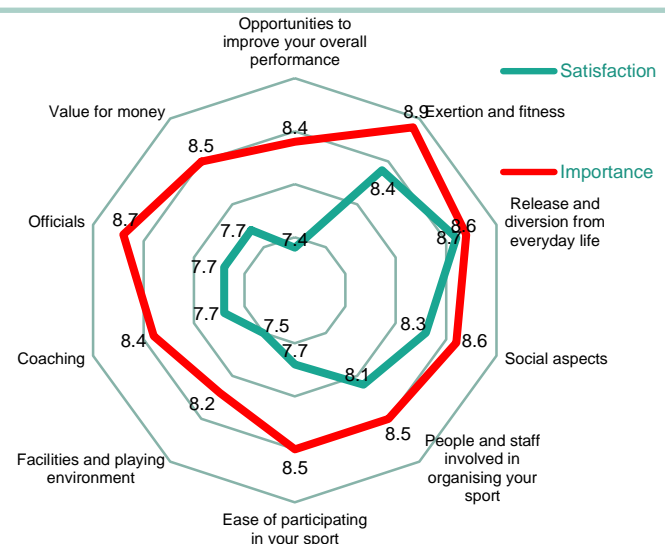 Opportunities to
improve your overall
performance
Satisfaction
Value for money
8.9
Exertion and fitness
8.4
8.5
8.4
Importance
Release and
diversion from
everyday life
Officials
8.7
7.7
7.4
8.6
8.7
7.7
7.7
8.3
8.4
7.5
8.6
Coaching
7.7
8.1
Social aspects
8.2
8.5
People and staff
involved in
organising your
sport
Facilities and playing
environment
8.5
Ease of participating
in your sport